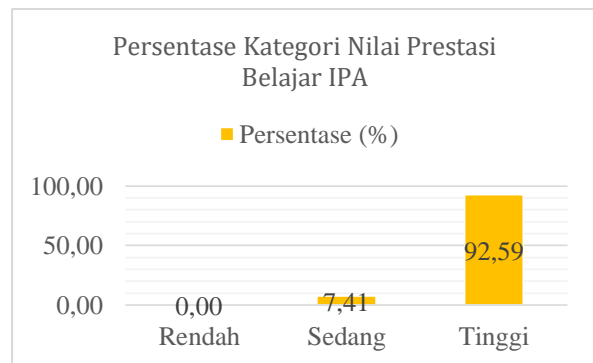 Persentase Kategori Nilai Prestasi
Belajar IPA
Persentase (%)
100,00
50,00
0,00
0,00
7,41
92,59
Rendah
Sedang
Tinggi